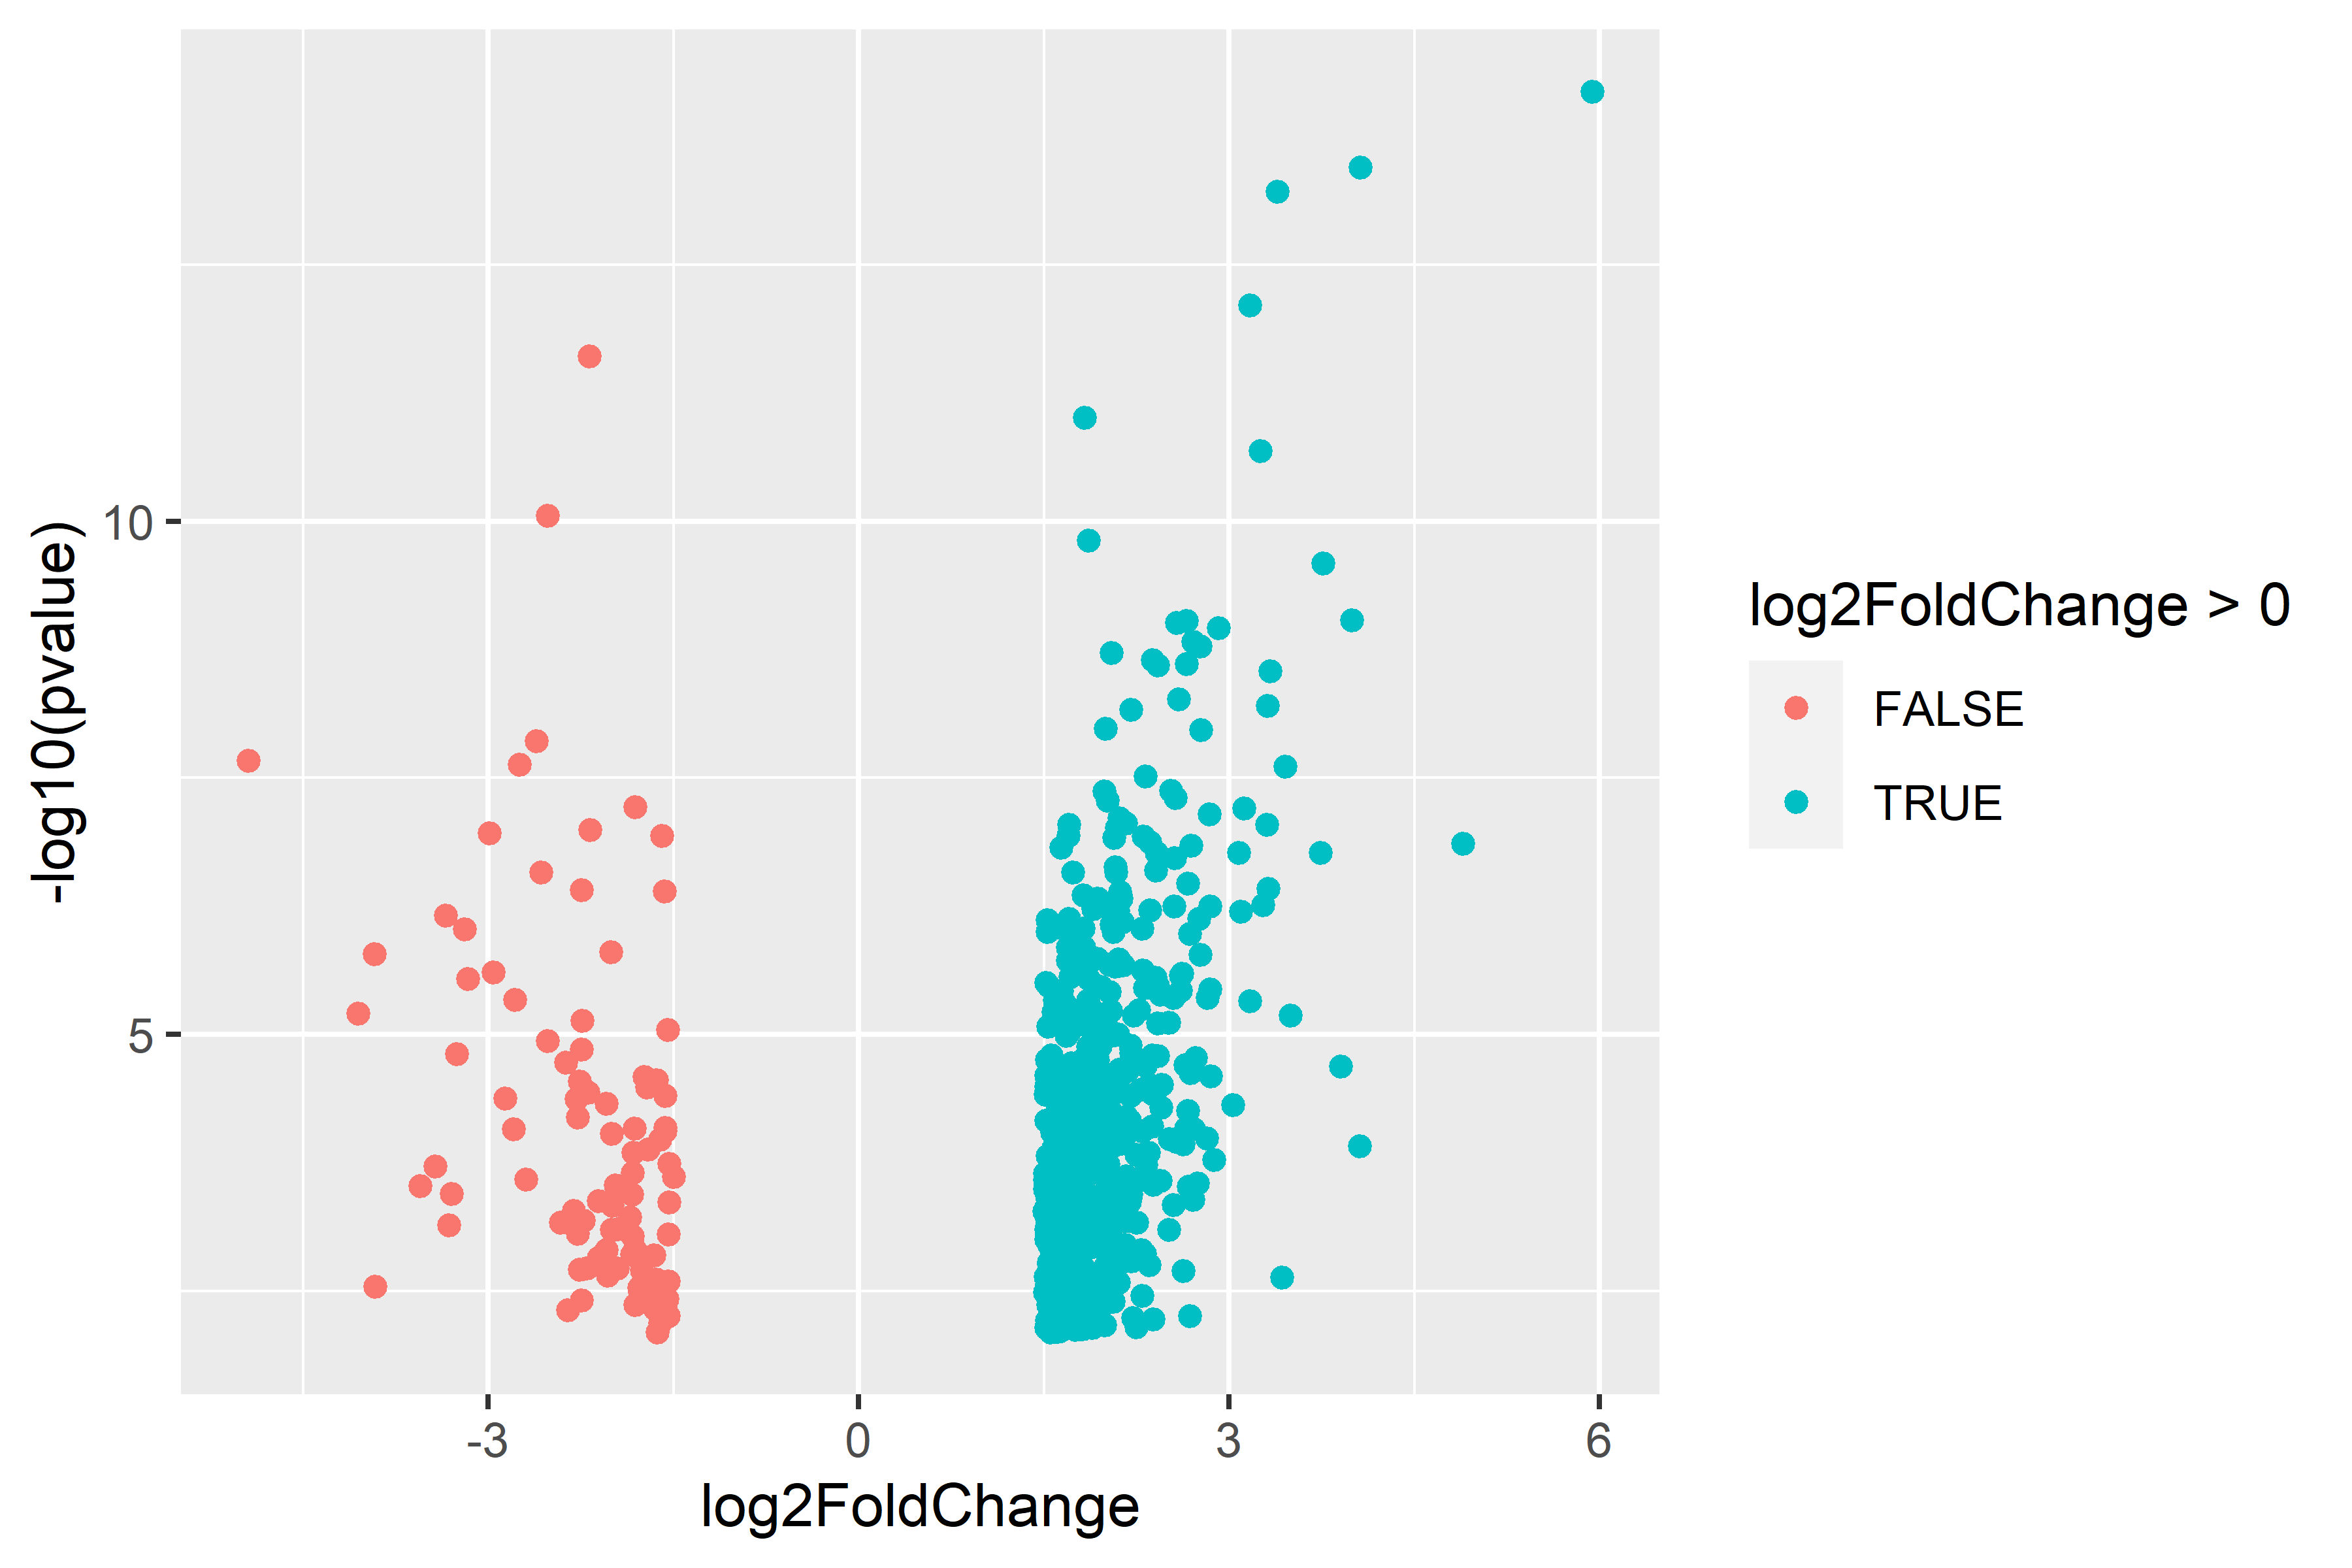 -log10(pvalue)
10
5
-3
0
3
6
log2FoldChange
log2FoldChange > 0
FALSE
TRUE